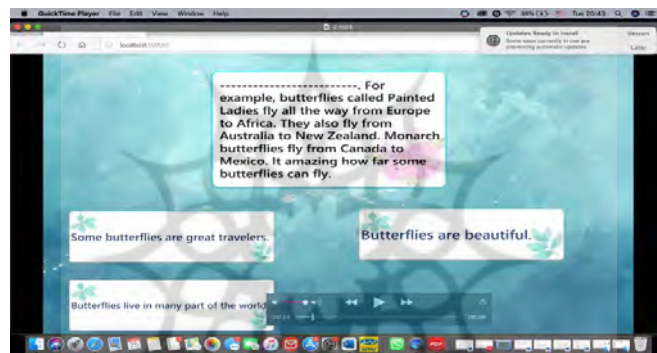 QuickTime Player File Edit View Window Help
Tue 20:43
Updates Ready to Install
Restart
Later
------------------------. For
example, butterflies called Painted
Ladies fly all the way from Europe
to Africa. They also fly from
Australia to New Zealand. Monarch
butterflies fly from Canada to
Mexico. It amazing how far some
butterflies can fly.
Some butterflies are great travelers.
Butterflies are beautiful.
Butterflies live in many part of the world